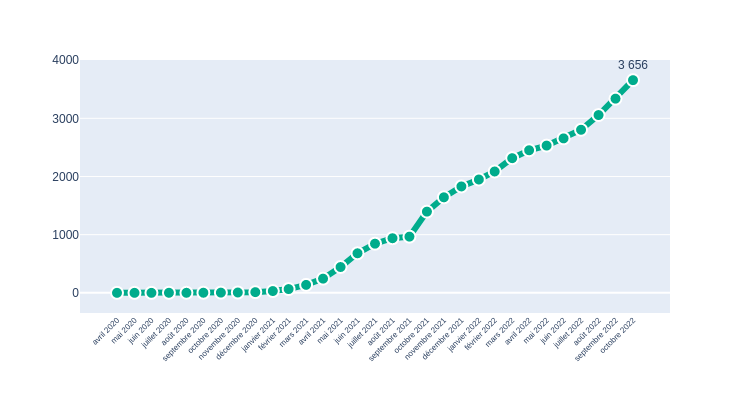 4000
3 656
3000
2000
1000
0
avril 2020
mai 2020
juin 2020
juillet 2020
août 2020
septembre 2020
octobre 2020
novembre 2020
décembre 2020
janvier 2021
février 2021
mars 2021
avril 2021
mai 2021
juin 2021
juillet 2021
août 2021
septembre 2021
octobre 2021
novembre 2021
décembre 2021
janvier 2022
février 2022
mars 2022
avril 2022
mai 2022
juin 2022
juillet 2022
août 2022
septembre 2022
octobre 2022